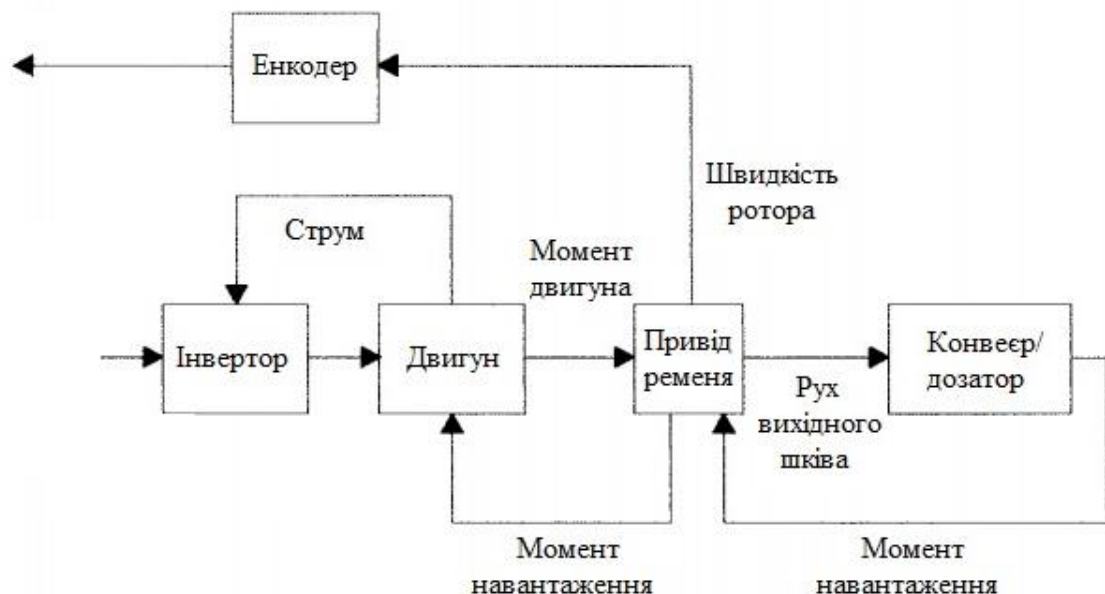 Енкодер
Швидкість
ротора
Струм
Момент
двигуна
Інвертор
Двигун
Привід
ременя
Конвеєр/
дозатор
Рух
вихідного
шківа
Момент
навантаження
Момент
навантаження